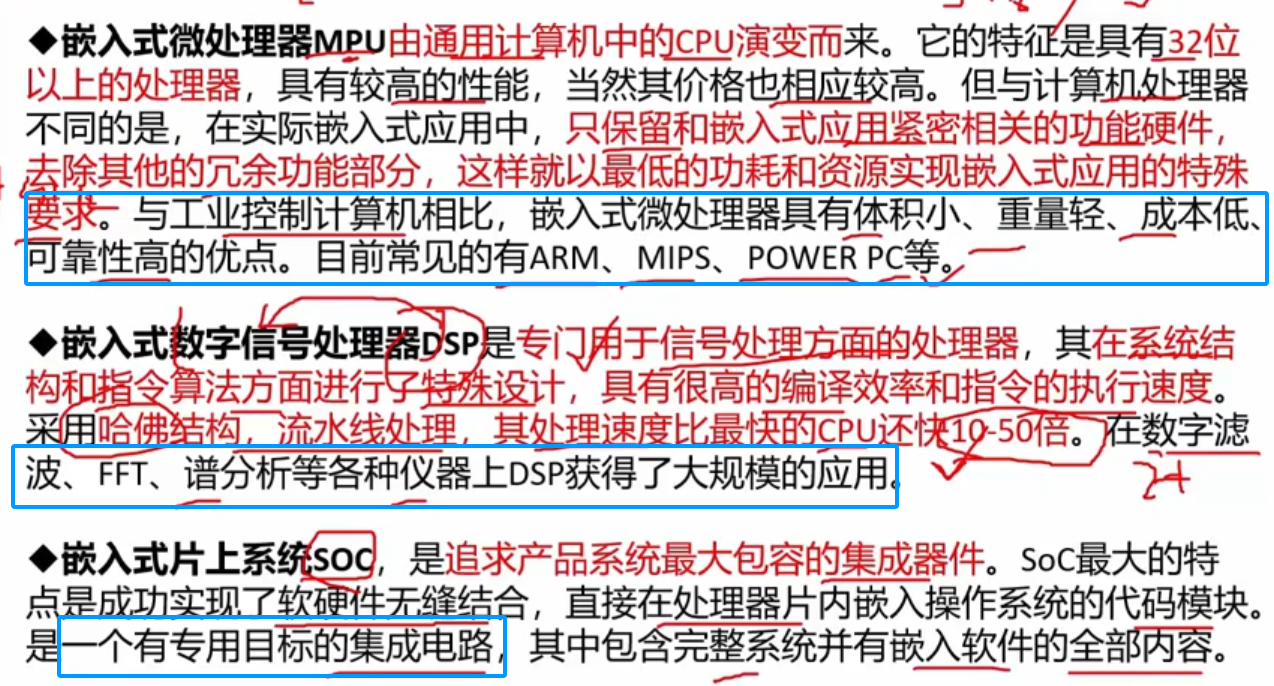 ◆嵌入式微处理器MPU由通用计算机中的CPU演变而来。它的特征是具有32位
以上的处理器，具有较高的性能，当然其价格也相应较高。但与计算机处理器
不同的是，在实际嵌入式应用中，只保留和嵌入式应用紧密相关的功能硬件，
去除其他的冗余功能部分，这样就以最低的功耗和资源实现嵌入式应用的特殊
要求。与工业控制计算机相比，嵌入式微处理器具有体积小、重量轻、成本低、
可靠性高的优点。目前常见的有ARM、MIPS、POWER PC等。
◆嵌入式数字信号处理器DSP是专门用于信号处理方面的处理器，其在系统结
构和指令算法方面进行了特殊设计，具有很高的编译效率和指令的执行速度。
采用哈佛结构，流水线处理，其处理速度比最快的CPU还快10-50倍。在数字滤
波、FFT、谱分析等各种仪器上DSP获得了大规模的应用。
◆嵌入式片上系统SOC，是追求产品系统最大包容的集成器件。SoC最大的特
点是成功实现了软硬件无缝结合，直接在处理器片内嵌入操作系统的代码模块。
是一个有专用目标的集成电路，其中包含完整系统并有嵌入软件的全部内容。